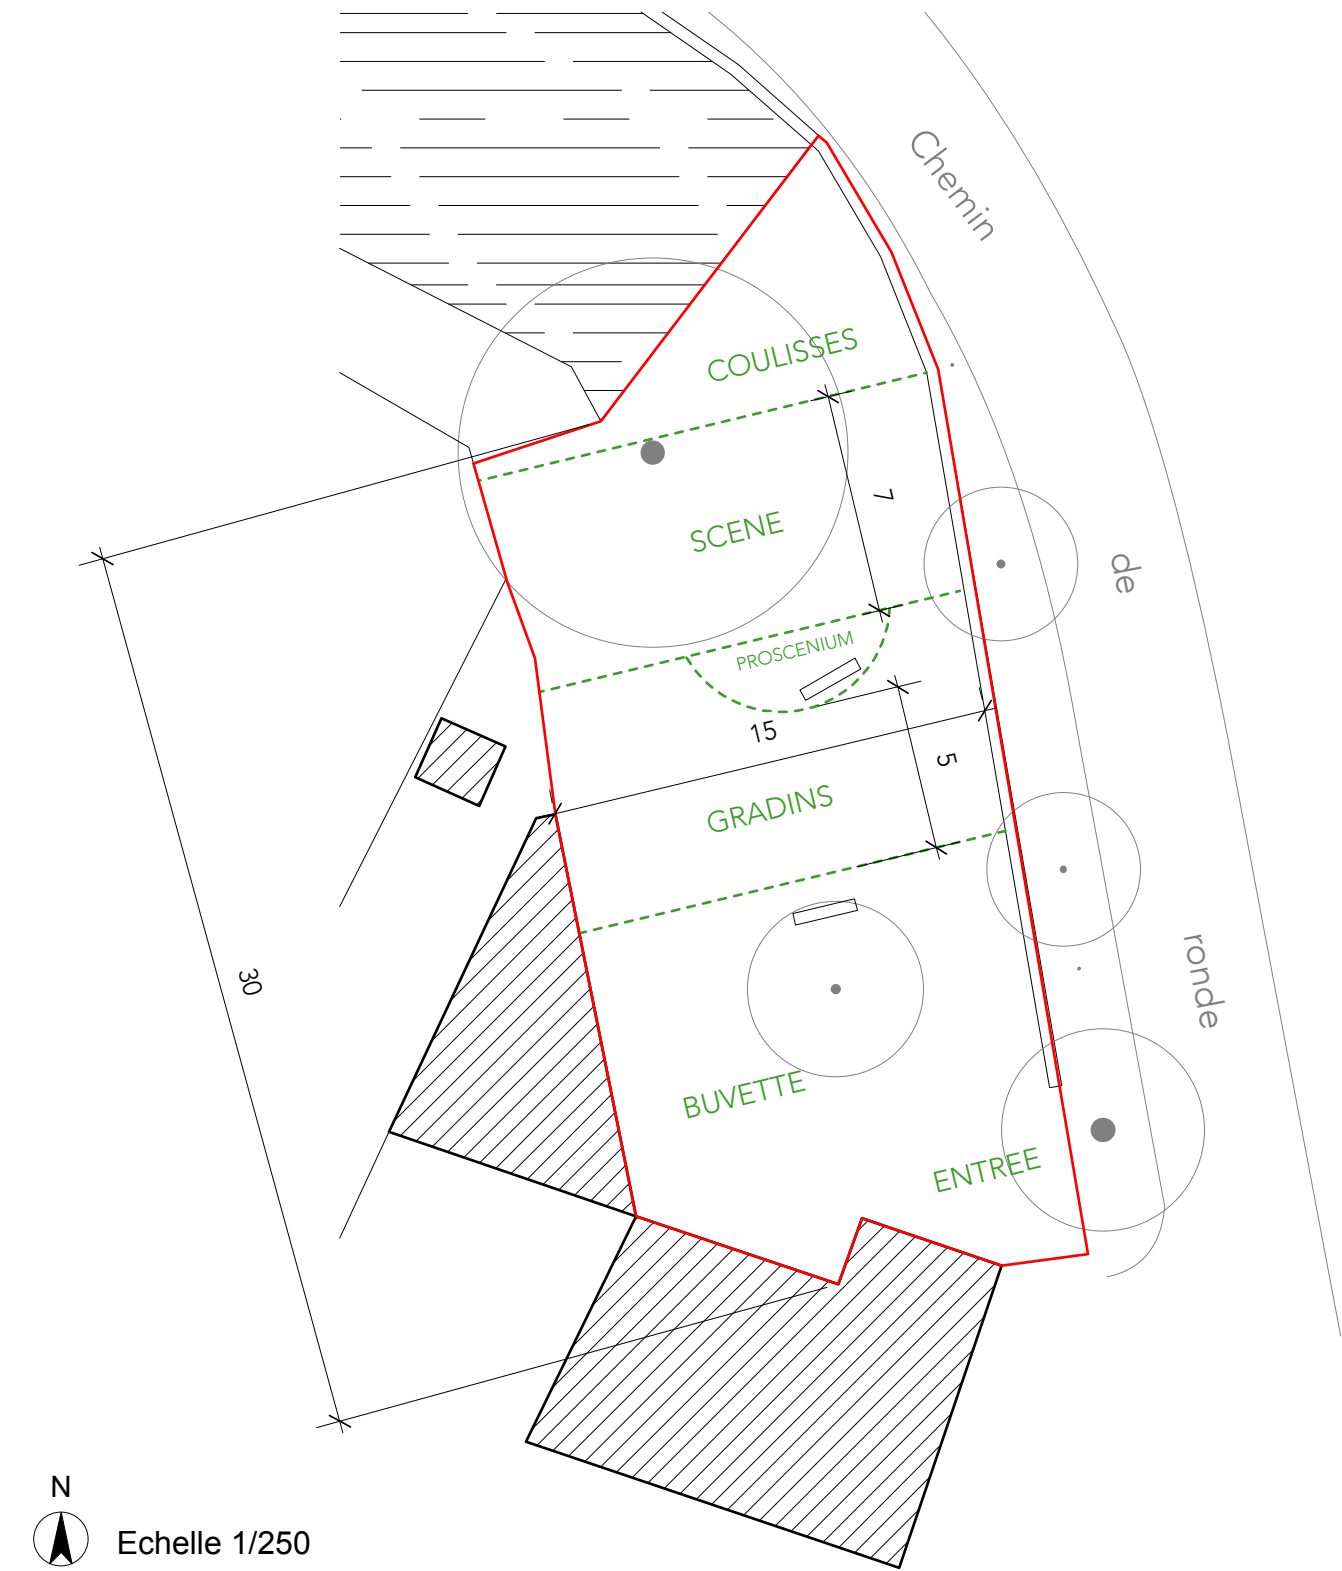 Chemin
COULISSES
7
SCENE
de
PROSCENIUM
15
5
GRADINS
30
ronde
BUVETTE
ENTREE
N
Echelle 1/250